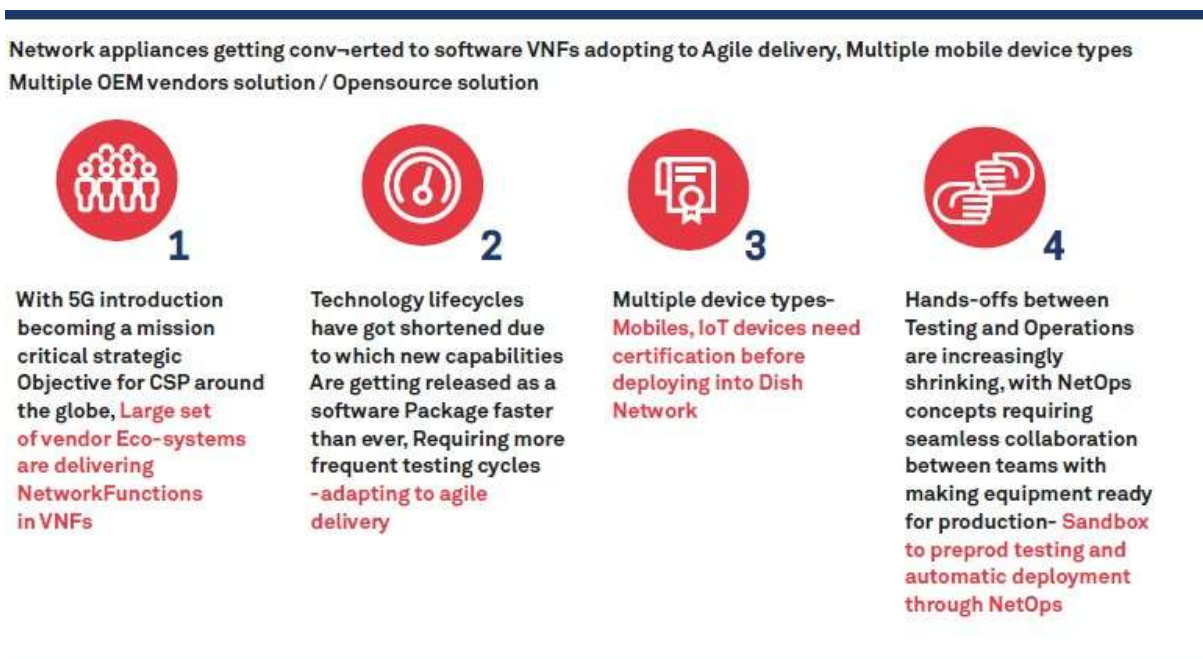 Network appliances getting conv¬erted to software VNFs adopting to Agile delivery, Multiple mobile device types
Multiple OEM vendors solution / Opensource solution
1
With 5G introduction
becoming a mission
critical strategic
Objective for CSP around
the globe, Large set
of vendor Eco-systems
are delivering
NetworkFunctions
in VNFs
2
Technology lifecycles
have got shortened due
to which new capabilities
Are getting released as a
software Package faster
than ever, Requiring more
frequent testing cycles
-adapting to agile
delivery
3
Multiple device types-
Mobiles, IoT devices need
certification before
deploying into Dish
Network
4
Hands-offs between
Testing and Operations
are increasingly
shrinking, with NetOps
concepts requiring
seamless collaboration
between teams with
making equipment ready
for production- Sandbox
to preprod testing and
automatic deployment
through NetOps